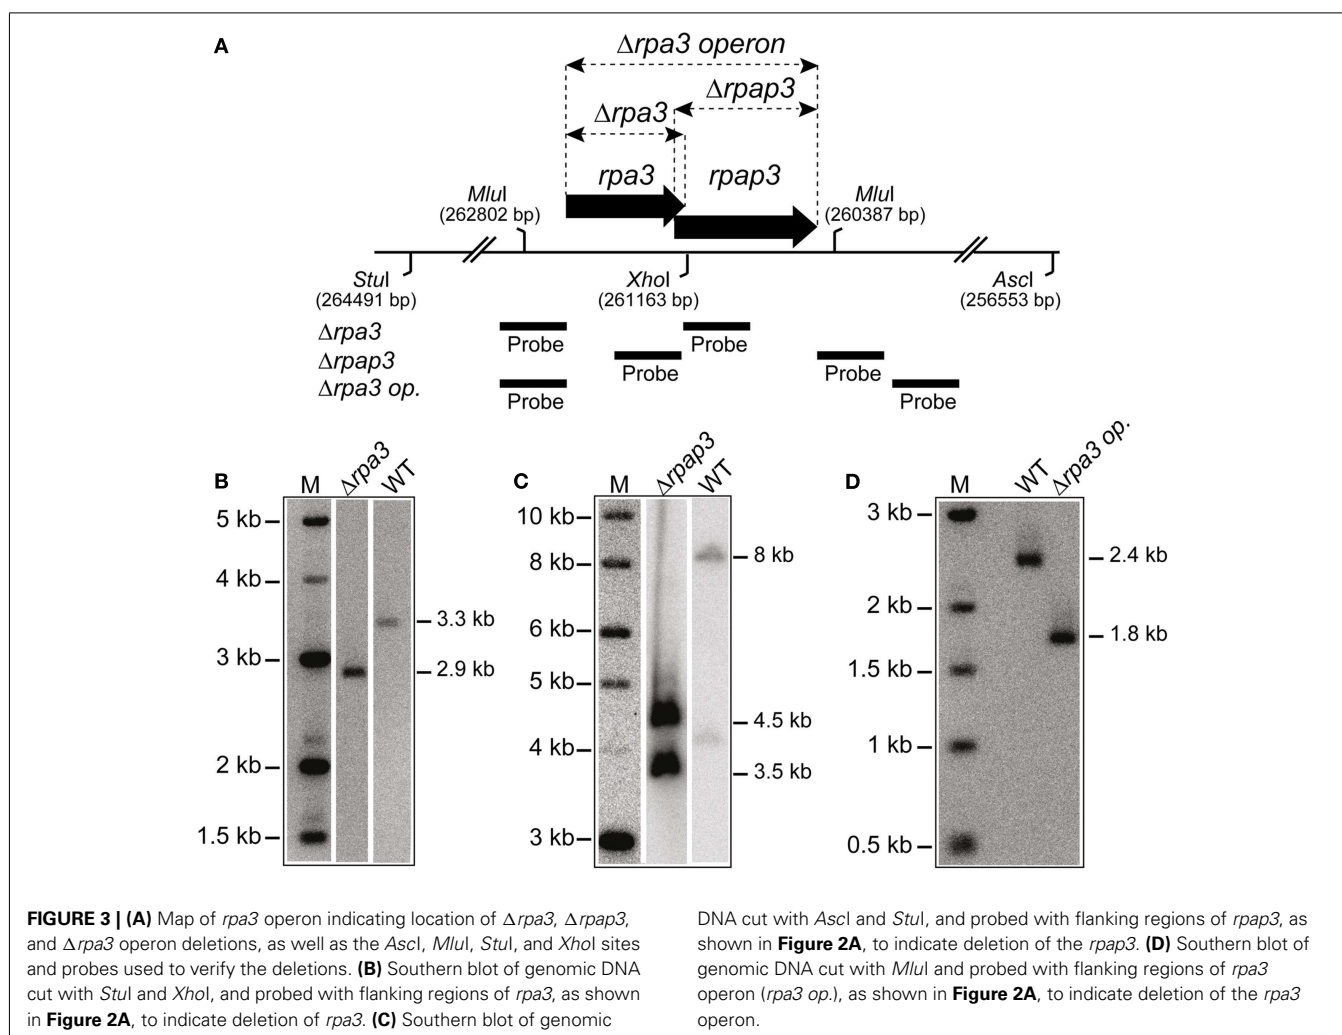 A
Δrpa3 operon
Δrpap3
Δrpa3
rpa3
rpap3
MluI
(262802 bp)
MluI
(260387 bp)
StuI
(264491 bp)
XhoI
(261163 bp)
AscI
(256553 bp)
Δrpa3
Probe
Probe
Δrpap3
Probe
Probe
Δrpa3 op.
Probe
Probe
B
M
Δrpa3
WT
5 kb
4 kb
3 kb
2 kb
1.5 kb
3.3 kb
2.9 kb
C
M
Δrpap3
WT
10 kb
8 kb
6 kb
5 kb
4 kb
3 kb
8 kb
4.5 kb
3.5 kb
D
M
WT
Δrpa3 op.
3 kb
2 kb
1.5 kb
1 kb
0.5 kb
2.4 kb
1.8 kb
FIGURE 3 | (A) Map of rpa3 operon indicating location of Δrpa3, Δrpap3,
and Δrpa3 operon deletions, as well as the AscI, MluI, StuI, and XhoI sites
and probes used to verify the deletions. (B) Southern blot of genomic DNA
cut with StuI and XhoI, and probed with flanking regions of rpa3, as shown
in Figure 2A, to indicate deletion of rpa3. (C) Southern blot of genomic
DNA cut with AscI and StuI, and probed with flanking regions of rpap3, as
shown in Figure 2A, to indicate deletion of the rpap3. (D) Southern blot of
genomic DNA cut with MluI and probed with flanking regions of rpa3
operon (rpa3 op.), as shown in Figure 2A, to indicate deletion of the rpa3
operon.